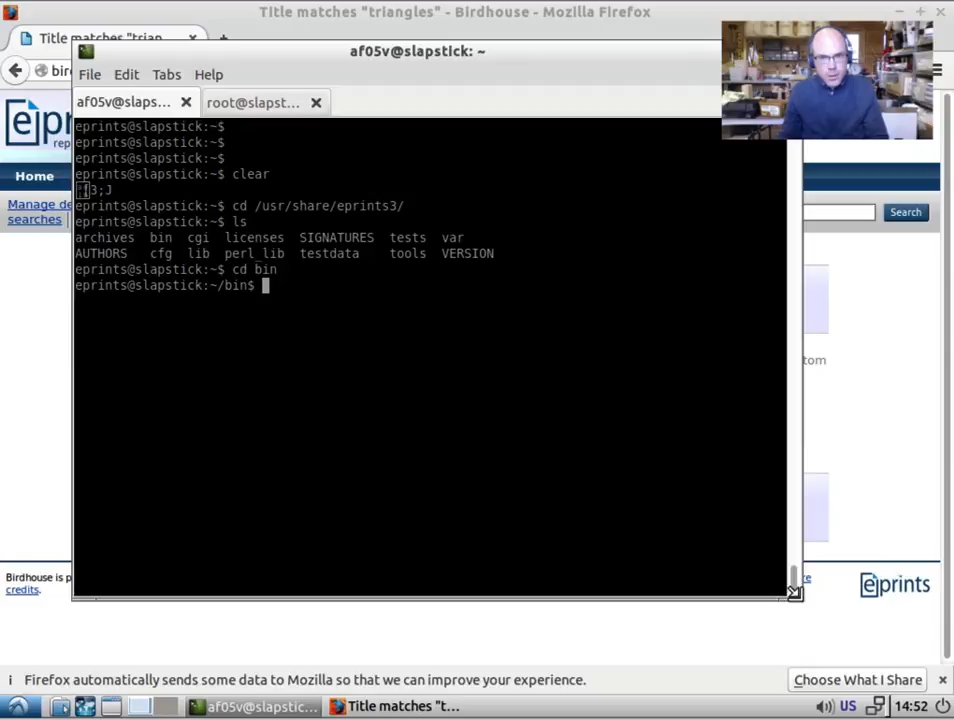 Title matches "triangles" - Birdhouse - Mozilla Firefox
Title matches "trian
af05v@slapstick: ~
File Edit Tabs Help
af05v@slaps... root@slapst...
eprints@slapstick:~$
eprints@slapstick:~$
eprints@slapstick:~$
eprints@slapstick:~$ clear
3;J
eprints@slapstick:~$ cd /usr/share/eprints3/
eprints@slapstick:~$ ls
archives bin cgi licenses SIGNATURES tests var
AUTHORS cfg lib perl_lib testdata tools VERSION
eprints@slapstick:~$ cd bin
eprints@slapstick:~/bin$
bir
ep
rep
Home
Manage de
searches
Search
tom
Birdhouse is p
credits.
re
eprints
i Firefox automatically sends some data to Mozilla so that we can improve your experience.
Choose What I Share
af05v@slapstic... Title matches "t... US 14:52